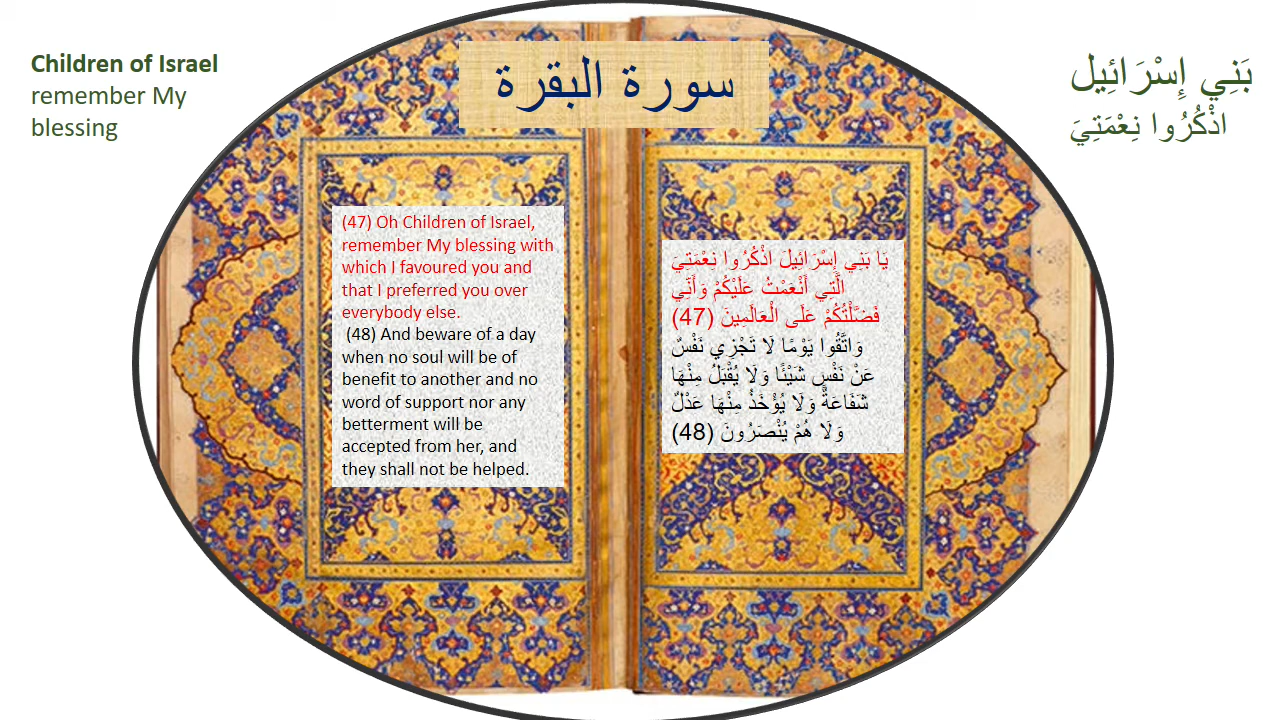 Children of Israel
remember My
blessing
سورة البقرة
بَنِي إِسْرَائِيل
اذْكُرُوا نِعْمَتِيَ
(47) Oh Children of Israel,
remember My blessing with
which I favoured you and
that I preferred you over
everybody else.
(48) And beware of a day
when no soul will be of
benefit to another and no
word of support nor any
betterment will be
accepted from her, and
they shall not be helped.
يَا بَنِي إِسْرَائِيلَ اذْكُرُوا نِعْمَتِيَ
الَّتِي أَنْعَمْتُ عَلَيْكُمْ وَأَنِّي
فَضَّلْتُكُمْ عَلَى الْعَالَمِينَ (47)
وَاتَّقُوا يَوْمًا لَا تَجْزِي نَفْسٌ
عَنْ نَفْسٍ شَيْئًا وَلَا يُقْبَلُ مِنْهَا
شَفَاعَةٌ وَلَا يُؤْخَذُ مِنْهَا عَدْلٌ
وَلَا هُمْ يُنْصَرُونَ (48)